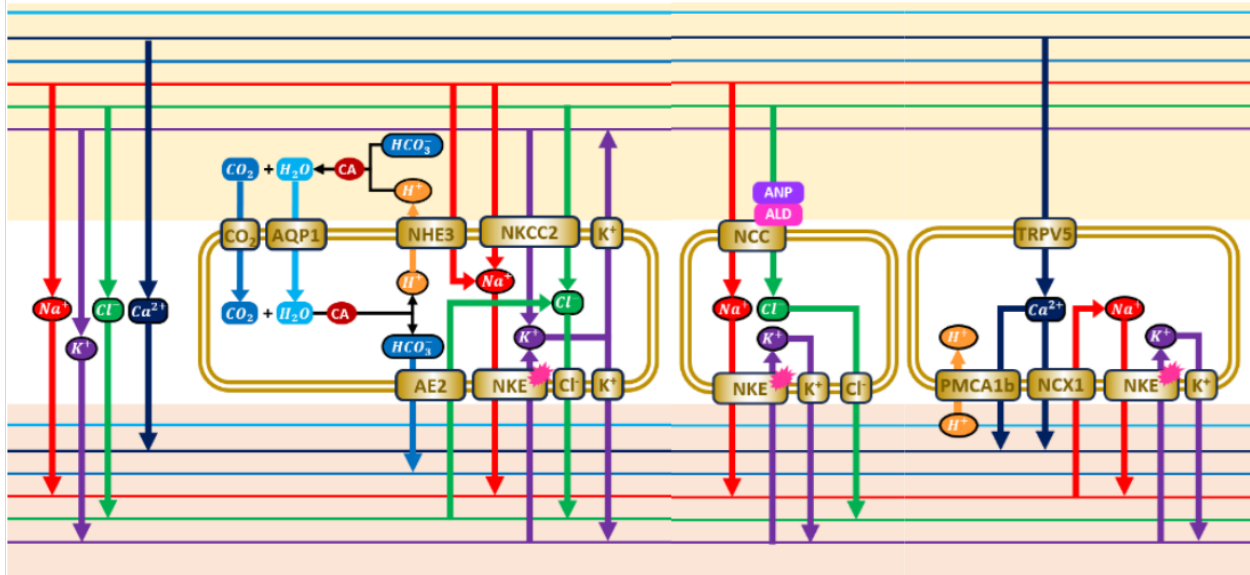 HCO₃⁻
CO₂ + H₂O CA
H⁺
ANP
ALD
CO₂ AQP1 NHE3 NKCC2 K⁺
NCC
TRPV5
H⁺ Na⁺ Cl
Na⁺ Cl⁻ Ca²⁺
CO₂ + H₂O CA
Na⁺ Cl
Ca²⁺ Na⁺
K⁺ HCO₃⁻ K⁺
K⁺
H⁺ K⁺
AE2 NKE Cl⁻ K⁺
NKE K⁺ Cl⁻
PMCA1b NCX1 NKE K⁺
H⁺